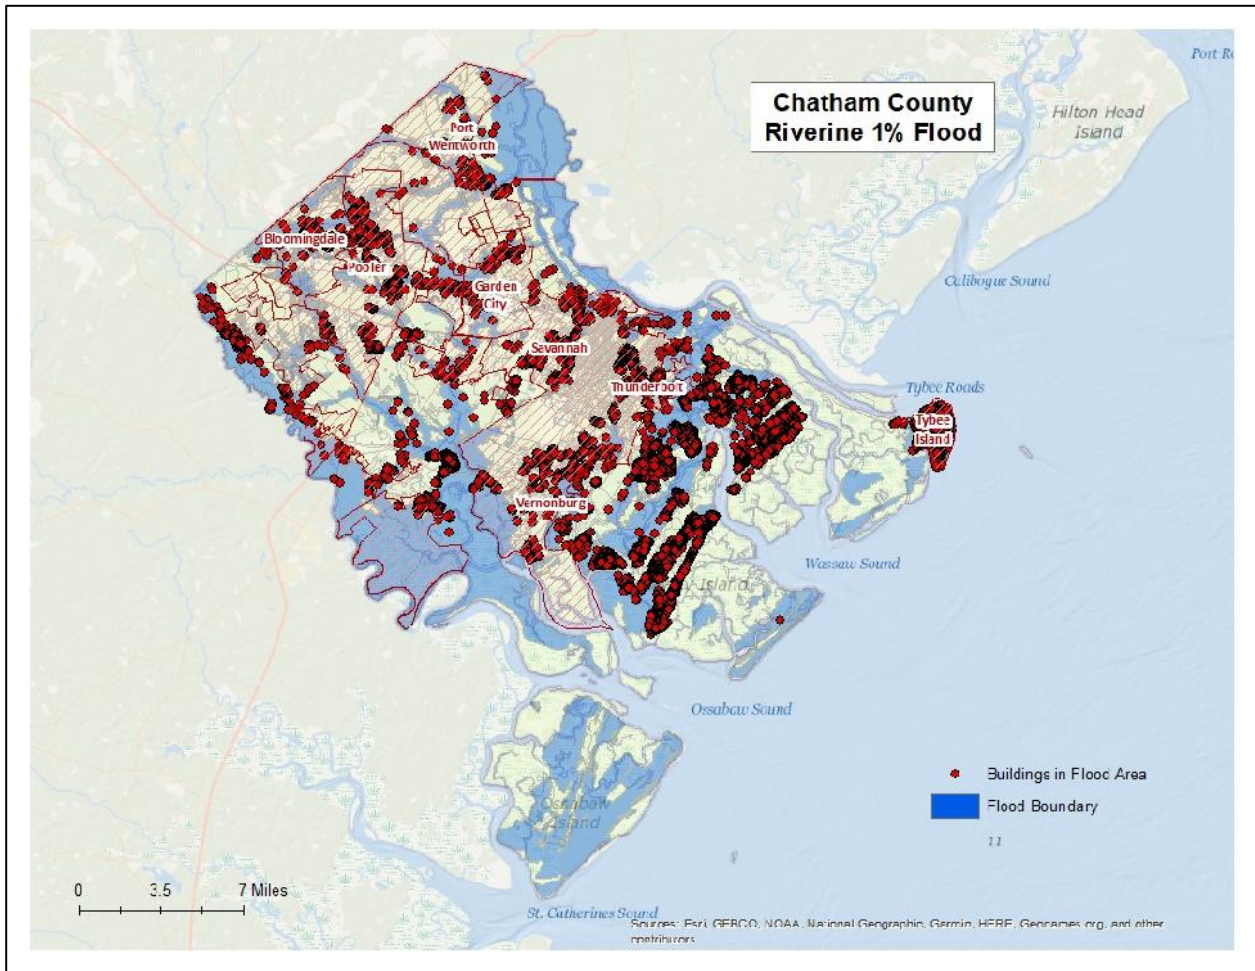 Port Ro
Chatham County
Riverine 1% Flood
Hilton Head
Island
Port
Wentworth
Bloomingdale
Pooler
Garden
City
Calibogue Sound
Savannah
Thunderbolt
Tybee Roads
Tybee
Island
Vernonburg
Wassaw Sound
y Island
Ossabaw Sound
Buildings in Flood Area
Flood Boundary
Ossabaw
Island
0 3.5 7 Miles
St. Catherines Sound
Sources: Esri, GEBCO, NOAA, National Geographic, Garmin, HERE, Geonames.org, and other
contributors